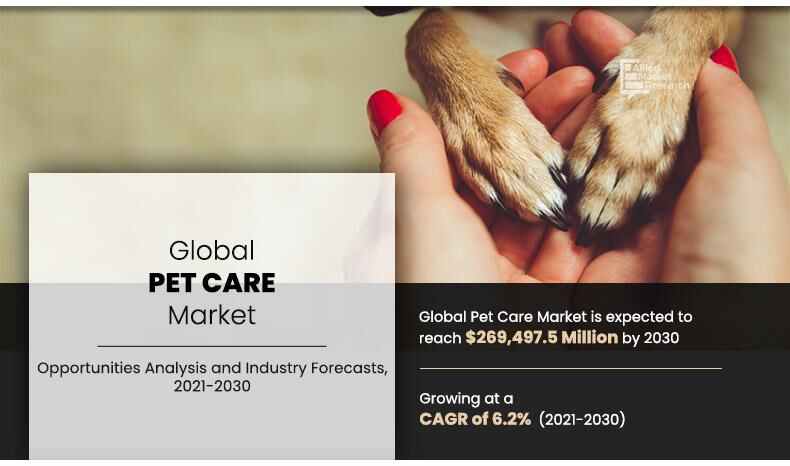 Allied
Market
Research
Global
PET CARE
Market
Opportunities Analysis and Industry Forecasts,
2021-2030
Global Pet Care Market is expected to
reach $269,497.5 Million by 2030
Growing at a
CAGR of 6.2% (2021-2030)